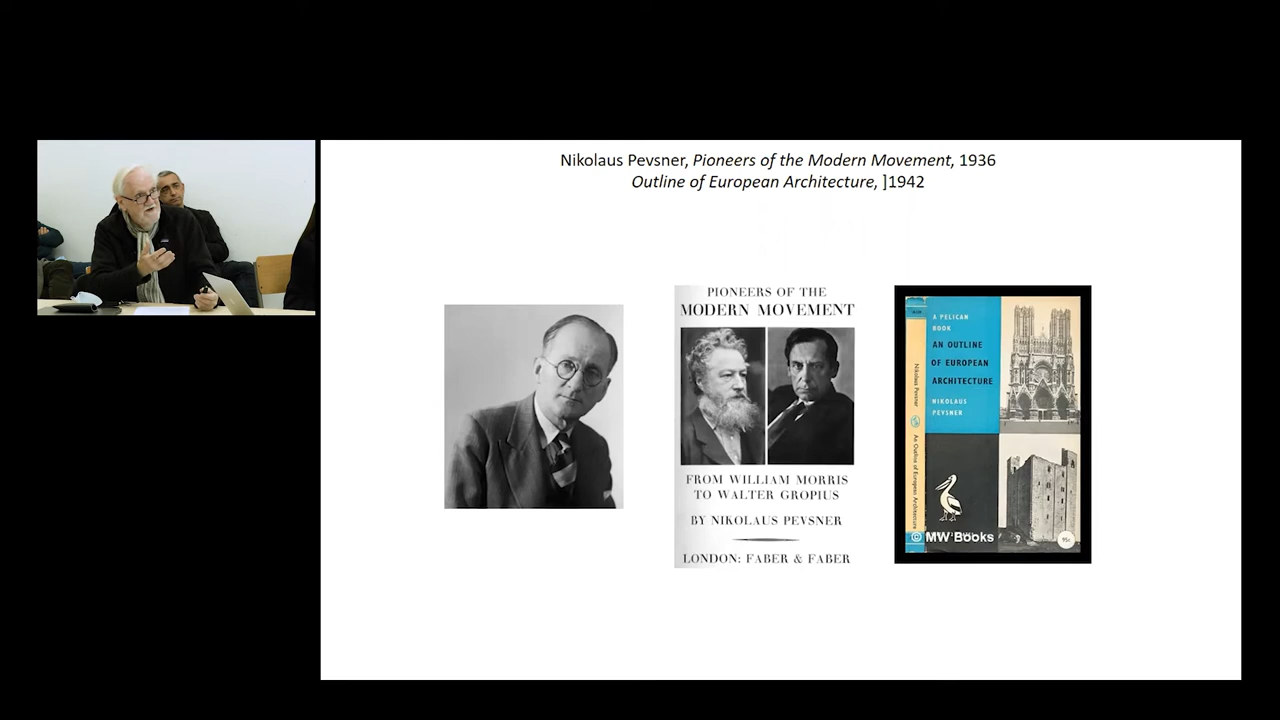 Nikolaus Pevsner, Pioneers of the Modern Movement, 1936
Outline of European Architecture, ]1942
PIONEERS OF THE
MODERN MOVEMENT
FROM WILLIAM MORRIS
TO WALTER GROPIUS
BY NIKOLAUS PEVSNER
LONDON: FABER & FABER
A PELICAN
BOOK
AN OUTLINE
OF EUROPEAN
ARCHITECTURE
NIKOLAUS
PEVSNER
Nikolaus Pevsner
An Outline of European Architecture
© MW Books
95c